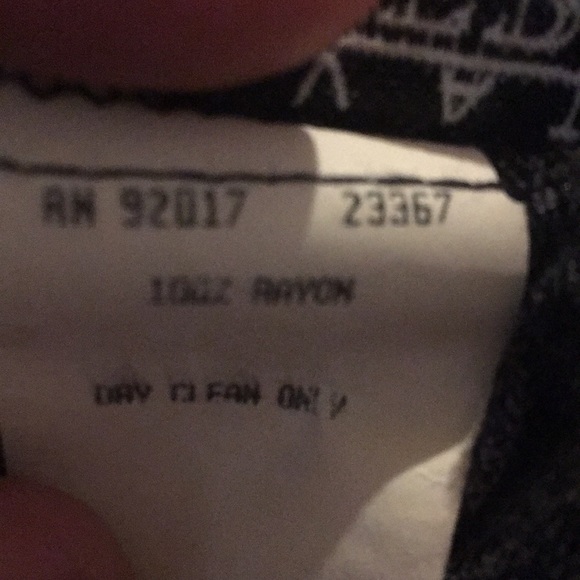 RN 92017 23367
100% RAYON
DRY CLEAN ONLY